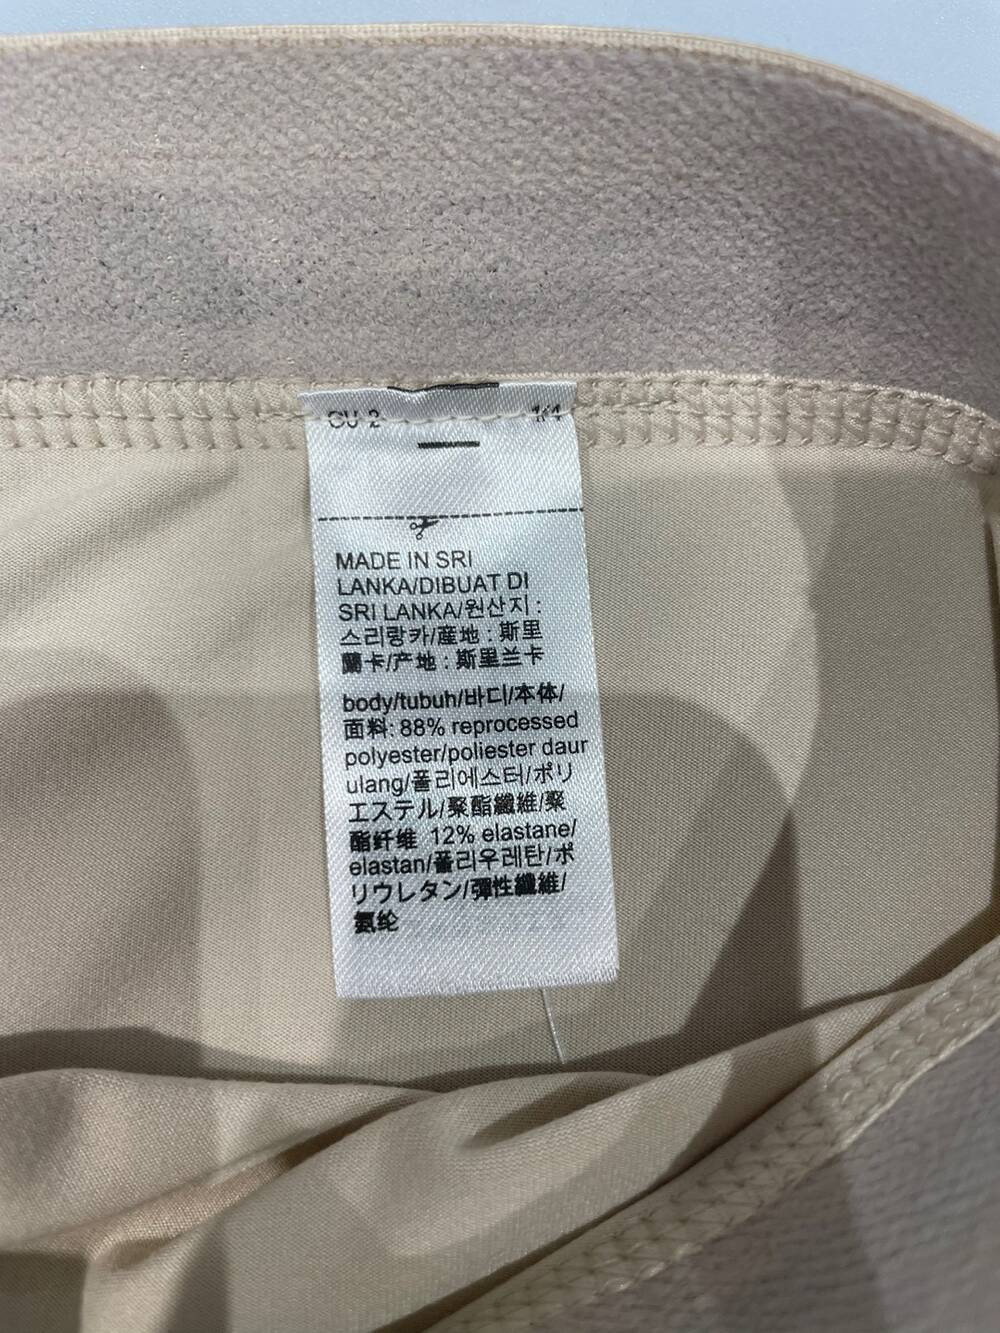 MADE IN SRI
LANKA/DIBUAT DI
SRI LANKA/원산지 :
스리랑카/產地 : 斯里
蘭卡/产地 : 斯里兰卡
body/tubuh/바디/本体/
面料: 88% reprocessed
polyester/poliester daur
ulang/폴리에스터/ポリ
エステル/聚酯纖維/聚
酯纤维 12% elastane/
elastan/폴리우레탄/ポ
リウレタン/彈性纖維/
氨纶